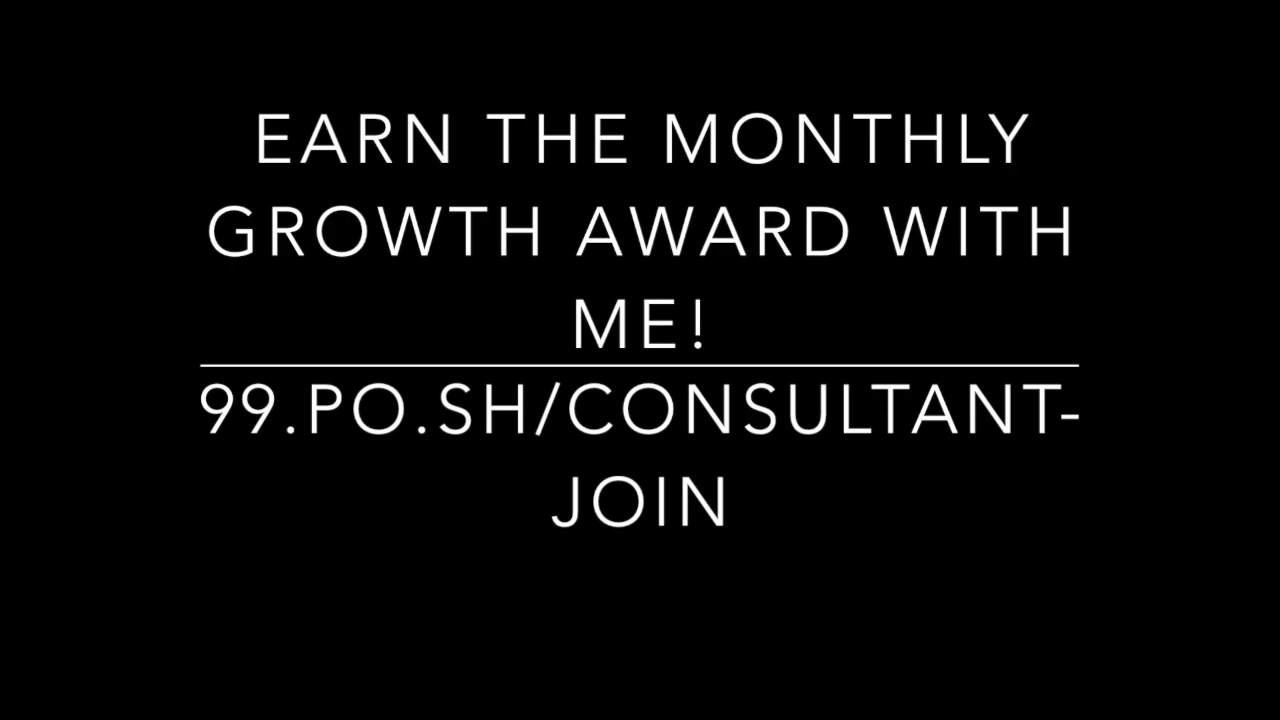 EARN THE MONTHLY
GROWTH AWARD WITH
ME!
99.PO.SH/CONSULTANT-
JOIN